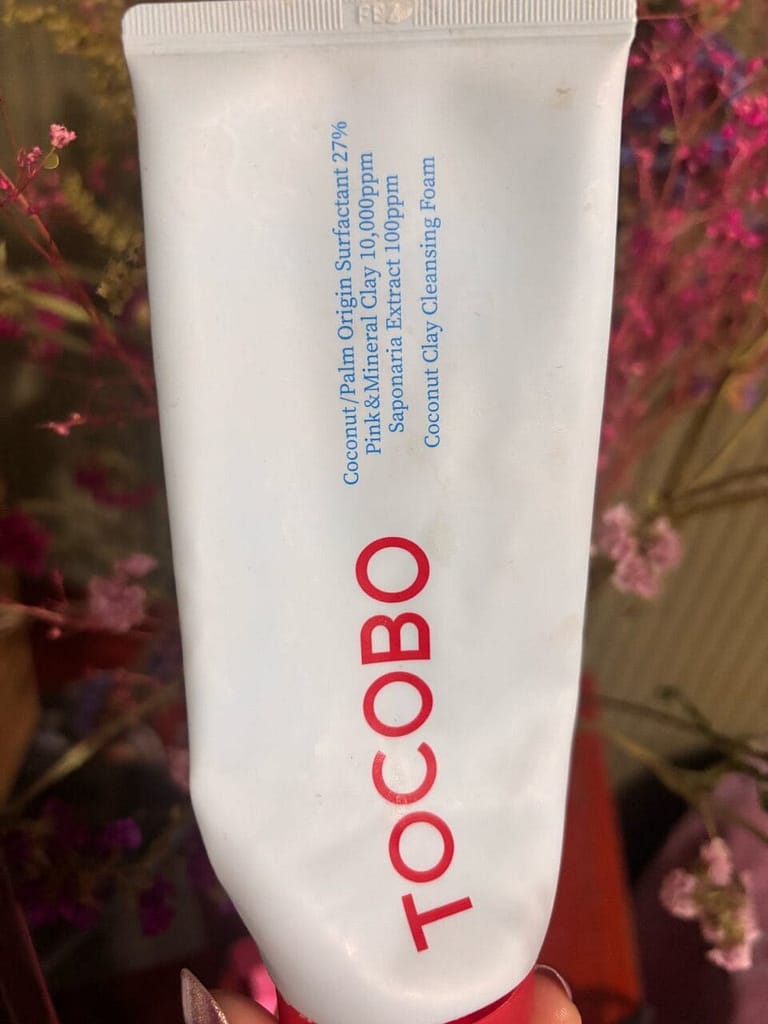 Coconut/Palm Origin Surfactant 27%
Pink & Mineral Clay 10,000ppm
Saponaria Extract 100ppm
Coconut Clay Cleansing Foam
TOCOBO